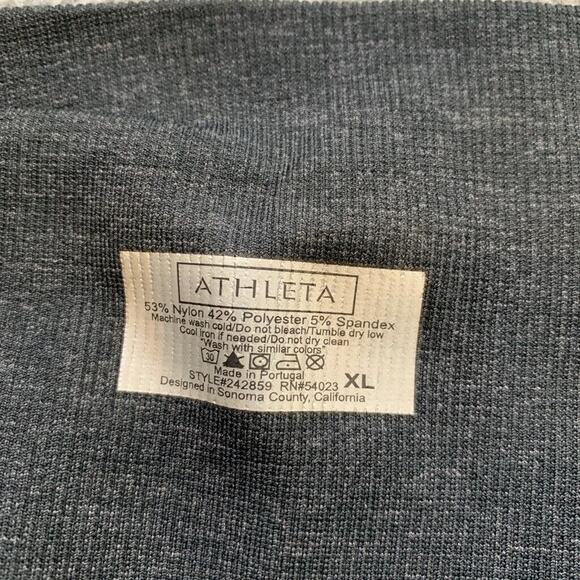 ATHLETA
53% Nylon 42% Polyester 5% Spandex
Machine wash cold/Do not bleach/Tumble dry low
Cool Iron if needed/Do not dry clean
"Wash with similar colors"
30
Made in Portugal
STYLE#242859 RN#54023 XL
Designed in Sonoma County, California